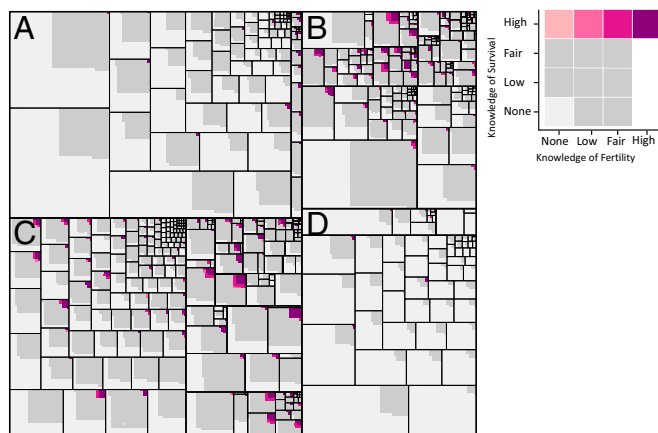 A
B
C
D
Knowledge of Survival
High
Fair
Low
None
None Low Fair High
Knowledge of Fertility